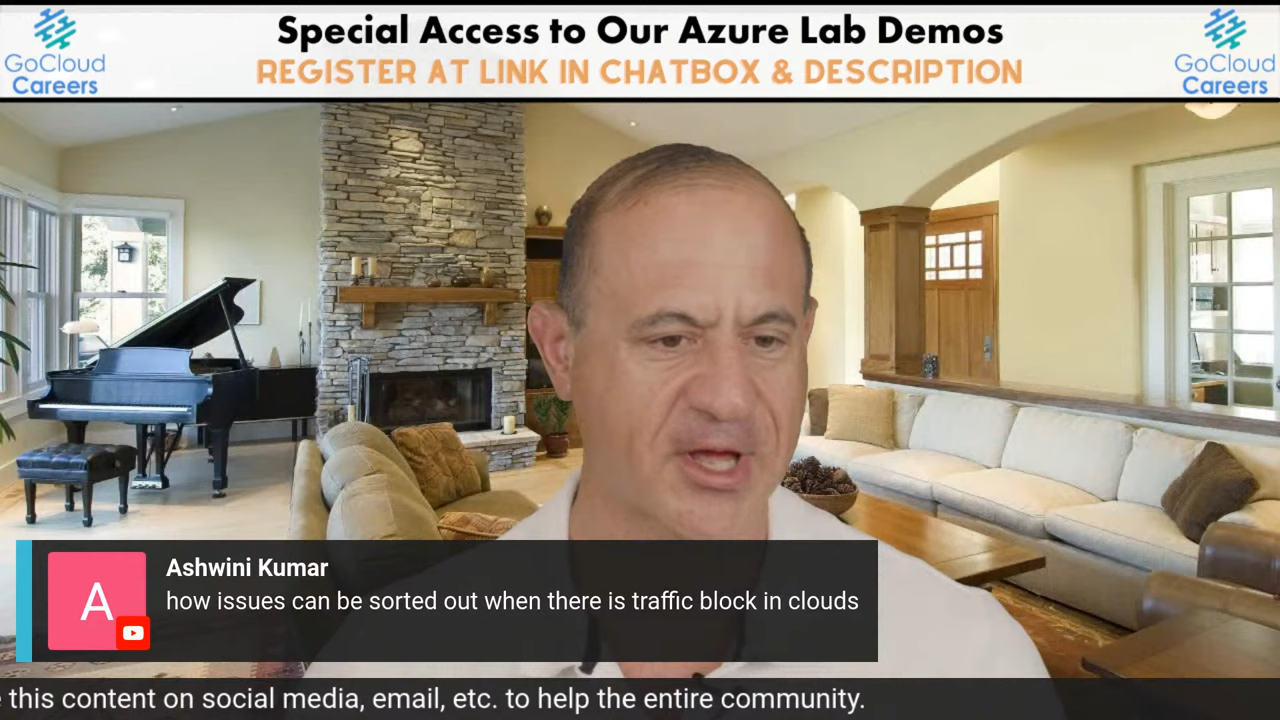 Special Access to Our Azure Lab Demos
REGISTER AT LINK IN CHATBOX & DESCRIPTION
GoCloud
Careers
GoCloud
Careers
A
Ashwini Kumar
how issues can be sorted out when there is traffic block in clouds
this content on social media, email, etc. to help the entire community.